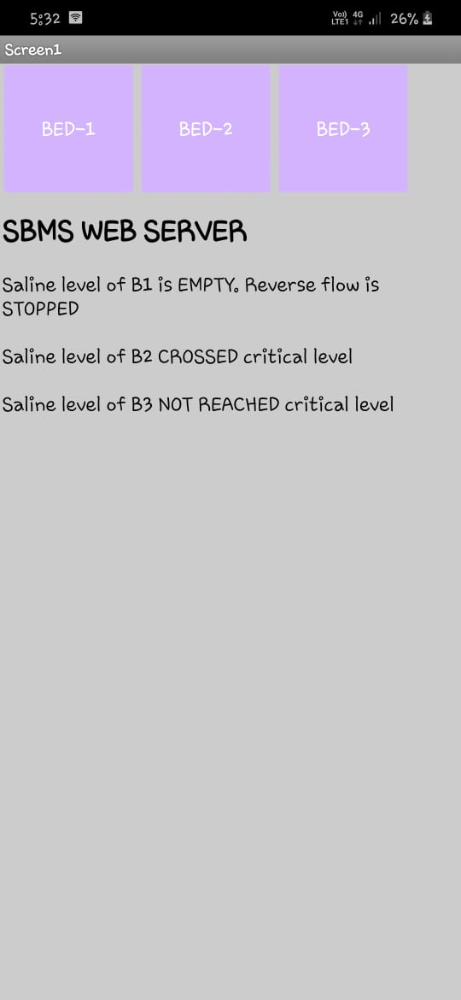 5:32 Vo)) LTE1 4G 26%
Screen1
BED-1 BED-2 BED-3
SBMS WEB SERVER
Saline level of B1 is EMPTY. Reverse flow is
STOPPED
Saline level of B2 CROSSED critical level
Saline level of B3 NOT REACHED critical level